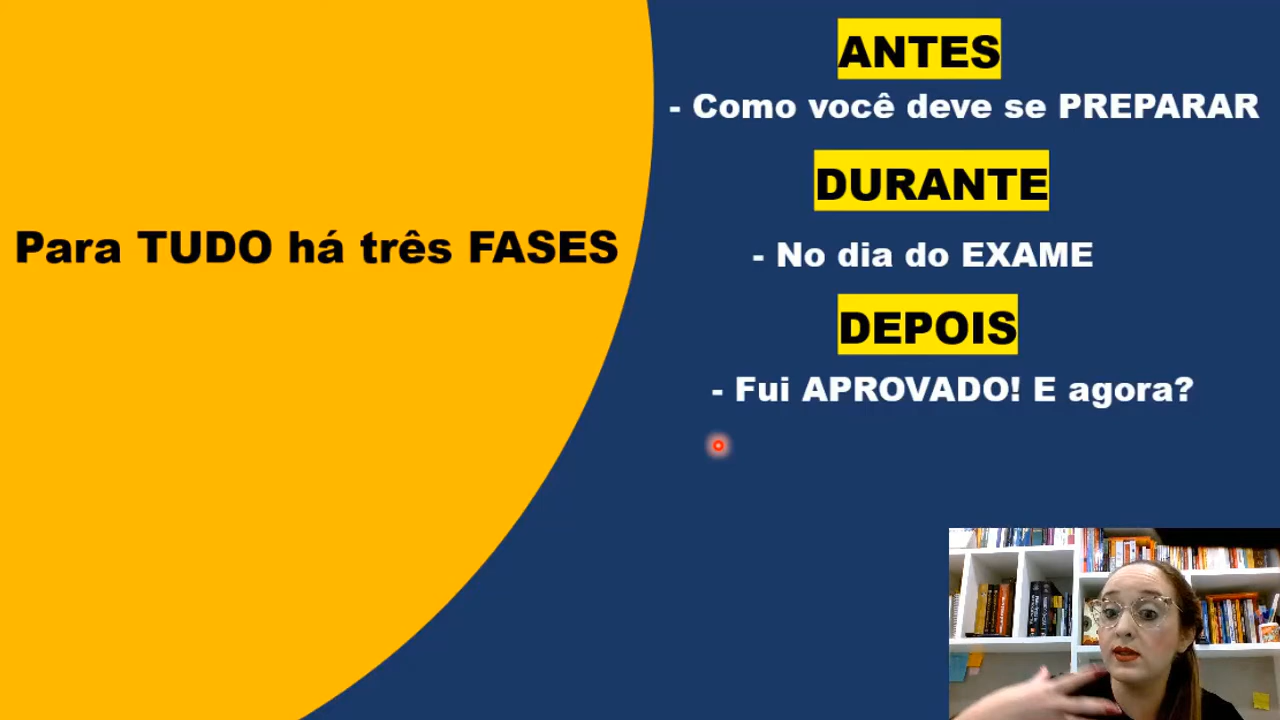 Para TUDO há três FASES
ANTES
- Como você deve se PREPARAR
DURANTE
- No dia do EXAME
DEPOIS
- Fui APROVADO! E agora?